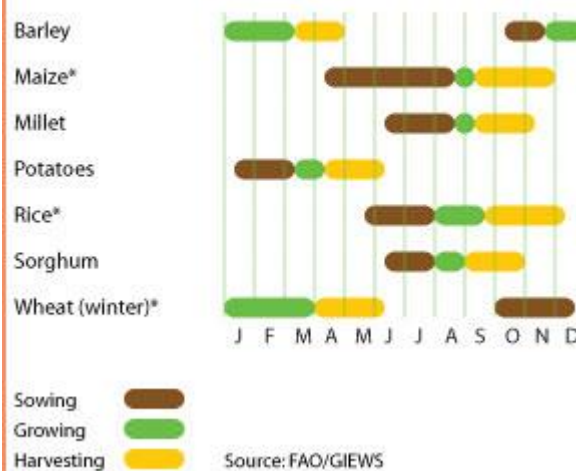 Barley
Maize*
Millet
Potatoes
Rice*
Sorghum
Wheat (winter)*
J F M A M J J A S O N D
Sowing
Growing
Harvesting
Source: FAO/GIEWS